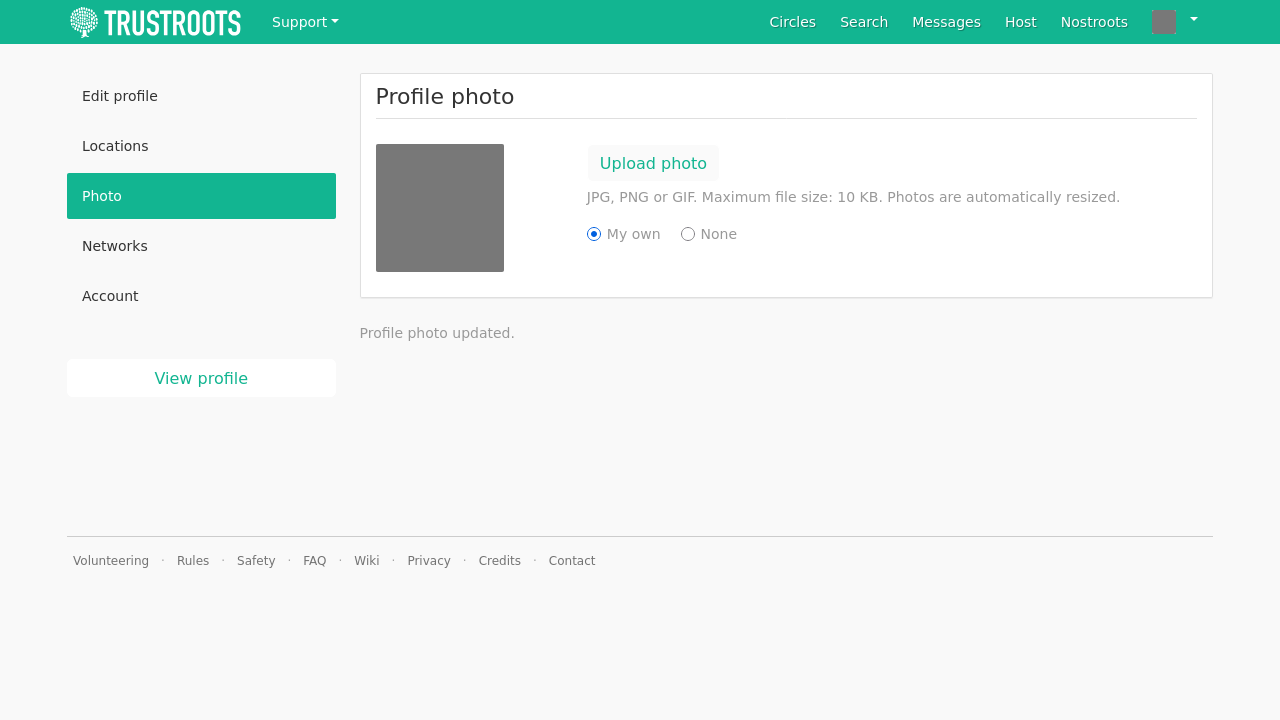 TRUSTROOTS Support Circles Search Messages Host Nostroots
Edit profile
Locations
Photo
Networks
Account
View profile
Profile photo
Upload photo
JPG, PNG or GIF. Maximum file size: 10 KB. Photos are automatically resized.
My own None
Profile photo updated.
Volunteering · Rules · Safety · FAQ · Wiki · Privacy · Credits · Contact